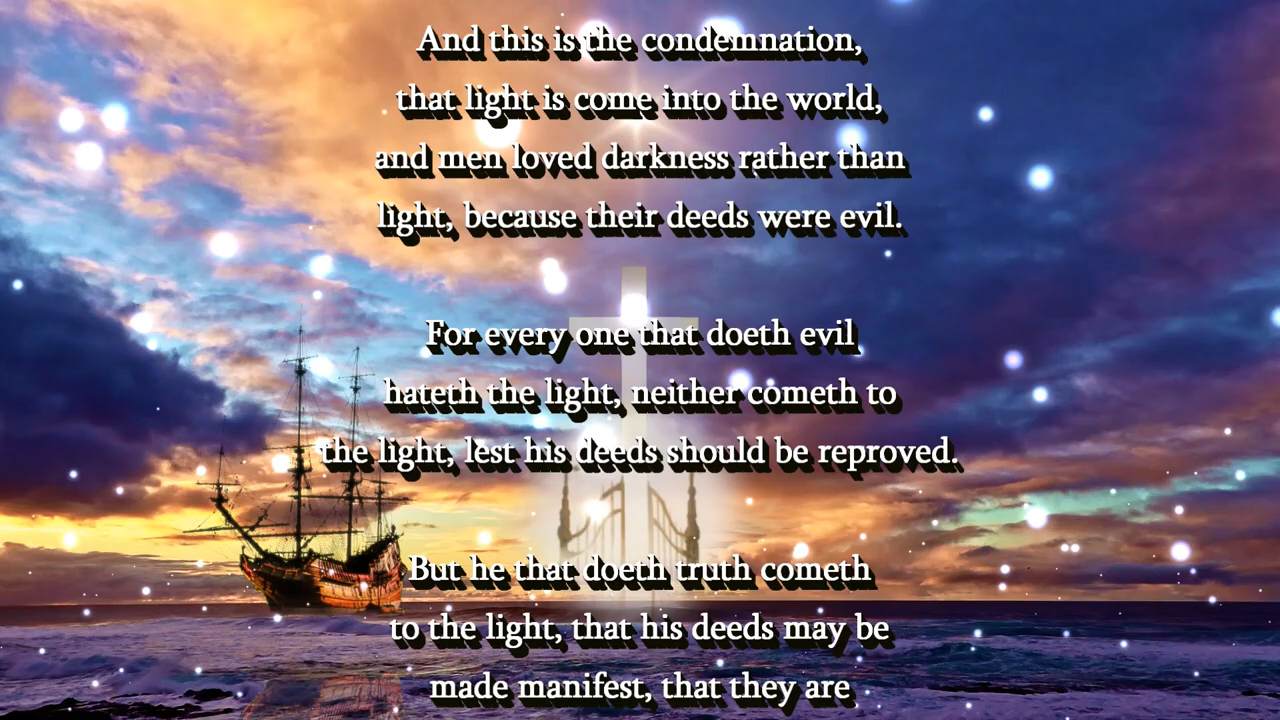 And this is the condemnation,
that light is come into the world,
and men loved darkness rather than
light, because their deeds were evil.
For every one that doeth evil
hateth the light, neither cometh to
the light, lest his deeds should be reproved.
But he that doeth truth cometh
to the light, that his deeds may be
made manifest, that they are